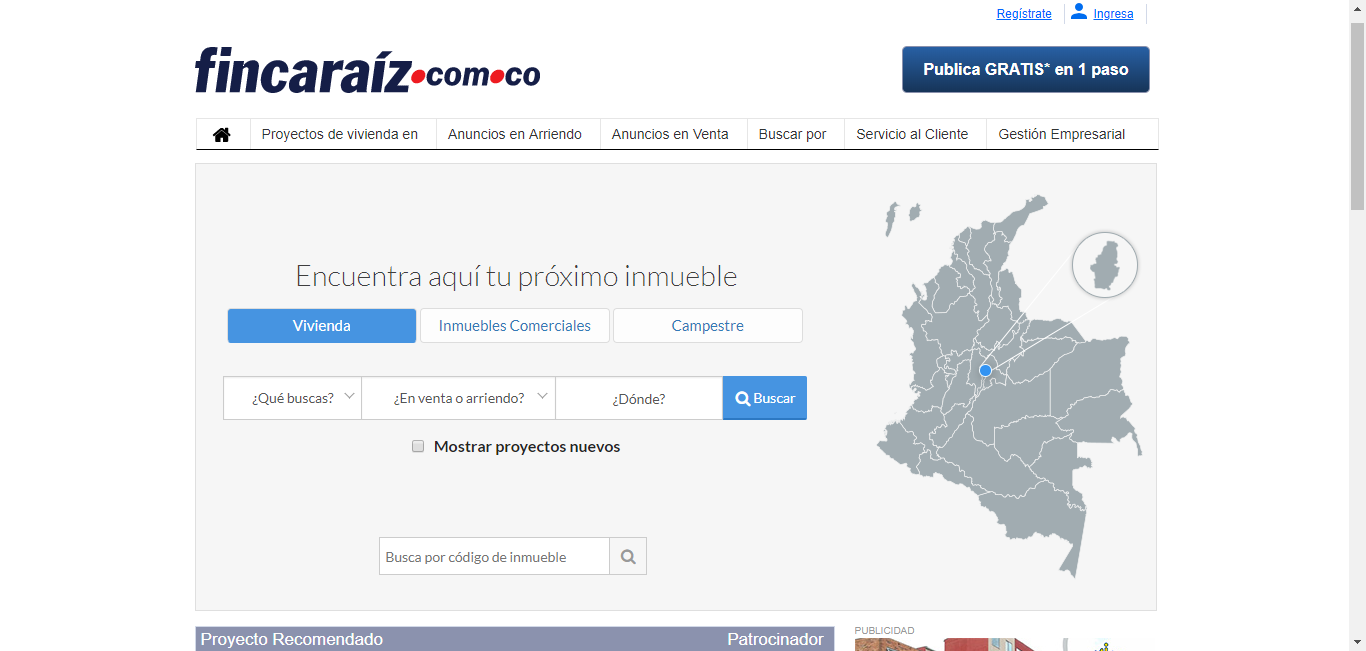 Regístrate
Ingresa
fincaraíz.com.co
Publica GRATIS* en 1 paso
Proyectos de vivienda en
Anuncios en Arriendo
Anuncios en Venta
Buscar por
Servicio al Cliente
Gestión Empresarial
Encuentra aquí tu próximo inmueble
Vivienda
Inmuebles Comerciales
Campestre
¿Qué buscas?
¿En venta o arriendo?
¿Dónde?
Buscar
Mostrar proyectos nuevos
Busca por código de inmueble
Proyecto Recomendado
Patrocinador
PUBLICIDAD